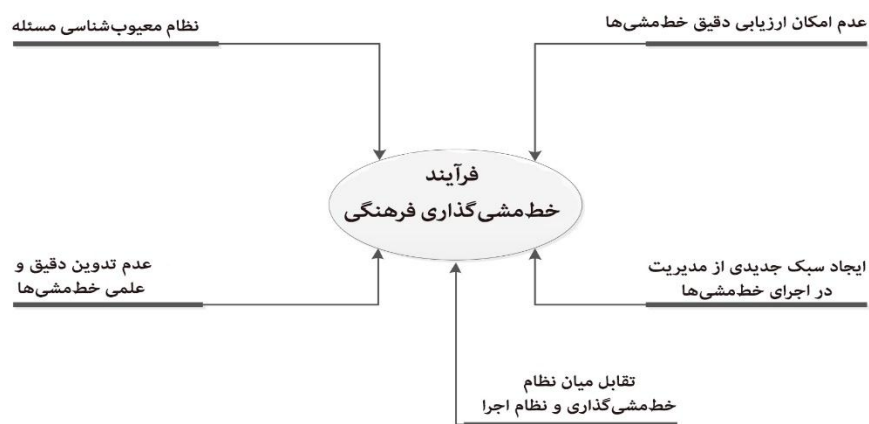 عدم امکان ارزیابی دقیق خط‌مشی‌ها
نظام معیوب‌شناسی مسئله
فرآیند
خط‌مشی‌گذاری فرهنگی
ایجاد سبک جدیدی از مدیریت
در اجرای خط‌مشی‌ها
عدم تدوین دقیق و
علمی خط‌مشی‌ها
تقابل میان نظام
خط‌مشی‌گذاری و نظام اجرا